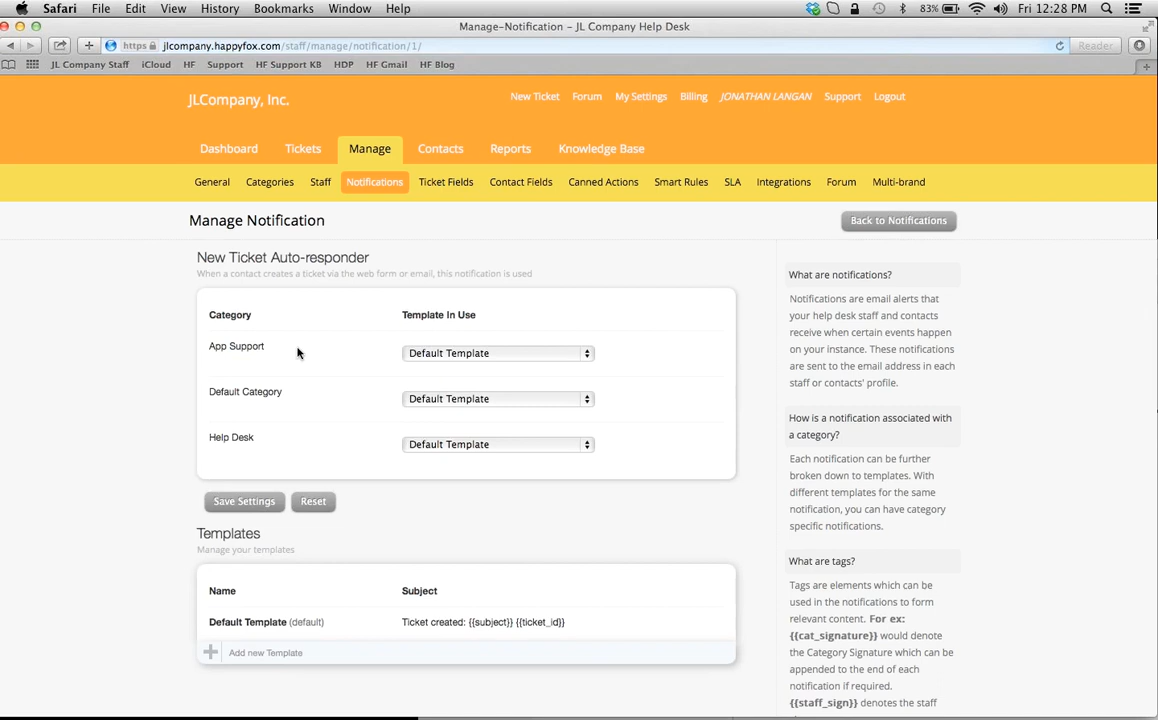 Safari File Edit View History Bookmarks Window Help 83% Fri 12:28 PM
Manage-Notification – JL Company Help Desk
https jlcompany.happyfox.com/staff/manage/notification/1/ Reader
JL Company Staff iCloud HF Support HF Support KB HDP HF Gmail HF Blog
JLCompany, Inc. New Ticket Forum My Settings Billing JONATHAN LANGAN Support Logout
Dashboard Tickets Manage Contacts Reports Knowledge Base
General Categories Staff Notifications Ticket Fields Contact Fields Canned Actions Smart Rules SLA Integrations Forum Multi-brand
Manage Notification Back to Notifications
New Ticket Auto-responder
When a contact creates a ticket via the web form or email, this notification is used
Category Template In Use
App Support Default Template
Default Category Default Template
Help Desk Default Template
Save Settings Reset
Templates
Manage your templates
Name Subject
Default Template (default) Ticket created: {{subject}} {{ticket_id}}
Add new Template
What are notifications?
Notifications are email alerts that
your help desk staff and contacts
receive when certain events happen
on your instance. These notifications
are sent to the email address in each
staff or contacts' profile.
How is a notification associated with
a category?
Each notification can be further
broken down to templates. With
different templates for the same
notification, you can have category
specific notifications.
What are tags?
Tags are elements which can be
used in the notifications to form
relevant content. For ex:
{{cat_signature}} would denote
the Category Signature which can be
appended to the end of each
notification if required.
{{staff_sign}} denotes the staff